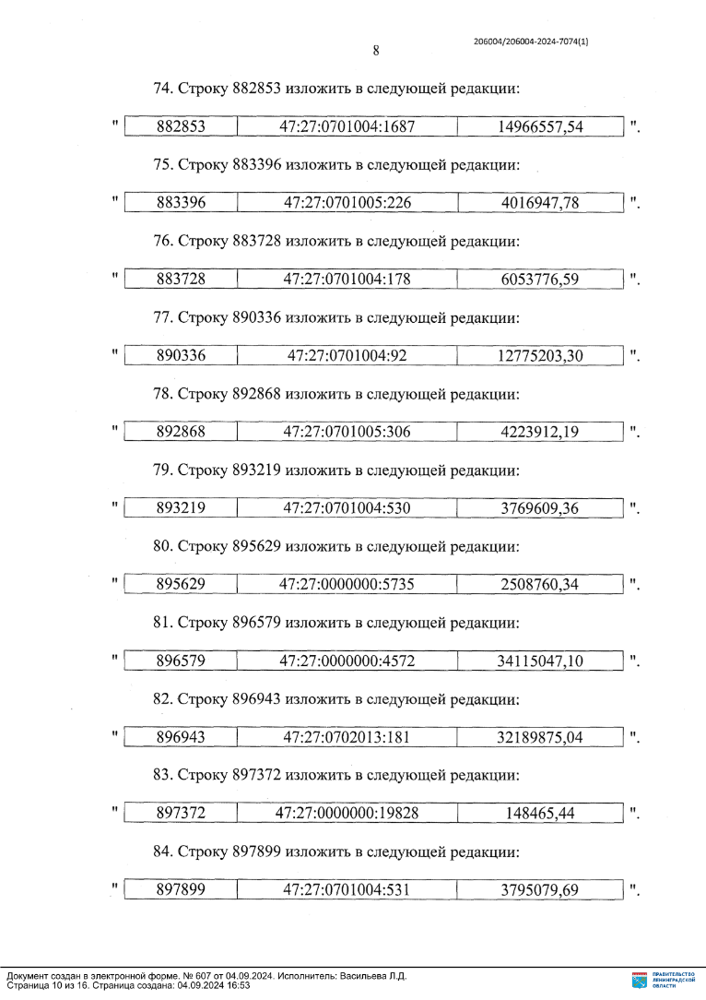 206004/206004-2024-7074(1)
8
74. Строку 882853 изложить в следующей редакции:
" 882853 47:27:0701004:1687 14966557,54 ".
75. Строку 883396 изложить в следующей редакции:
" 883396 47:27:0701005:226 4016947,78 ".
76. Строку 883728 изложить в следующей редакции:
" 883728 47:27:0701004:178 6053776,59 ".
77. Строку 890336 изложить в следующей редакции:
" 890336 47:27:0701004:92 12775203,30 ".
78. Строку 892868 изложить в следующей редакции:
" 892868 47:27:0701005:306 4223912,19 ".
79. Строку 893219 изложить в следующей редакции:
" 893219 47:27:0701004:530 3769609,36 ".
80. Строку 895629 изложить в следующей редакции:
" 895629 47:27:0000000:5735 2508760,34 ".
81. Строку 896579 изложить в следующей редакции:
" 896579 47:27:0000000:4572 34115047,10 ".
82. Строку 896943 изложить в следующей редакции:
" 896943 47:27:0702013:181 32189875,04 ".
83. Строку 897372 изложить в следующей редакции:
" 897372 47:27:0000000:19828 148465,44 ".
84. Строку 897899 изложить в следующей редакции:
" 897899 47:27:0701004:531 3795079,69 ".
Документ создан в электронной форме. № 607 от 04.09.2024. Исполнитель: Васильева Л.Д.
Страница 10 из 16. Страница создана: 04.09.2024 16:53
ПРАВИТЕЛЬСТВО
ЛЕНИНГРАДСКОЙ
ОБЛАСТИ